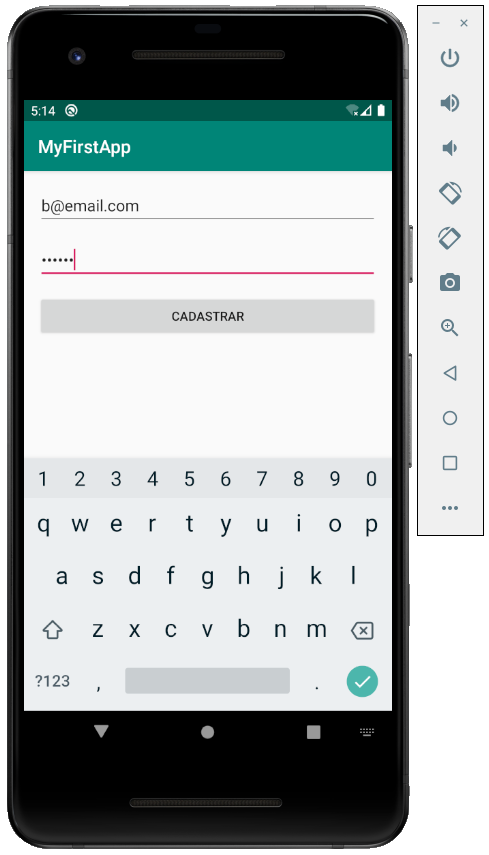 5:14
MyFirstApp
b@email.com
••••••
CADASTRAR
1 2 3 4 5 6 7 8 9 0
q w e r t y u i o p
a s d f g h j k l
z x c v b n m
?123 , .